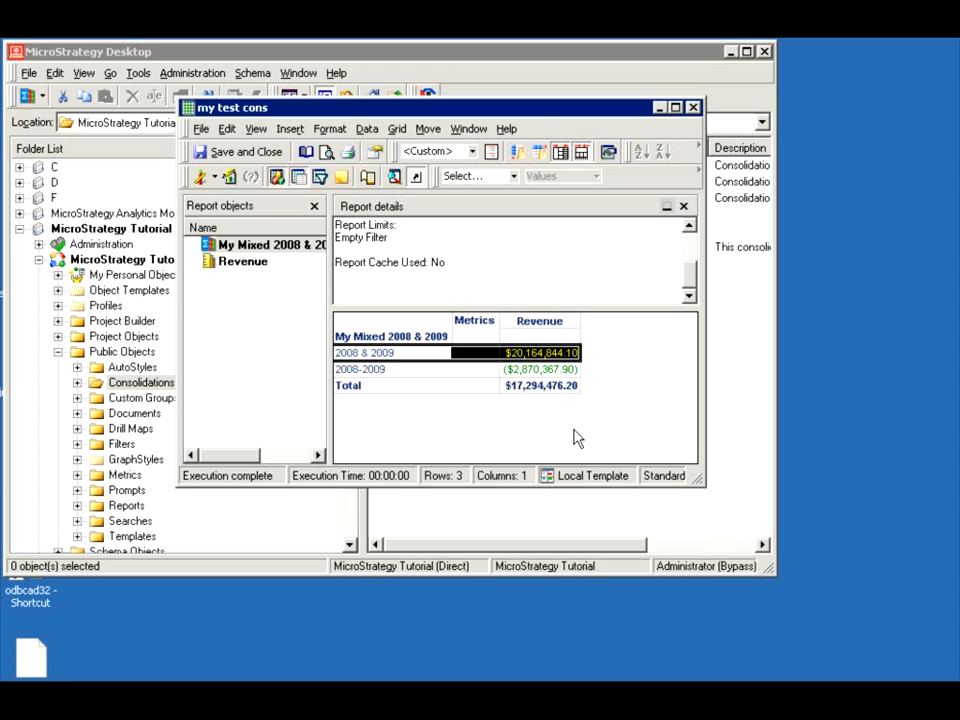 MicroStrategy Desktop
File Edit View Go Tools Administration Schema Window Help
Location: MicroStrategy Tutoria
Folder List
C
D
F
MicroStrategy Analytics Mo
MicroStrategy Tutorial
Administration
MicroStrategy Tuto
My Personal Objec
Object Templates
Profiles
Project Builder
Project Objects
Public Objects
AutoStyles
Consolidations
Custom Group
Documents
Drill Maps
Filters
GraphStyles
Metrics
Prompts
Reports
Searches
Templates
Schema Objects
Description
Consolidatio
Consolidatio
Consolidatio
This consoli
my test cons
File Edit View Insert Format Data Grid Move Window Help
Save and Close <Custom>
Select... Values
Report objects
Name
My Mixed 2008 & 20
Revenue
Report details
Report Limits:
Empty Filter
Report Cache Used: No
Metrics Revenue
My Mixed 2008 & 2009
2008 & 2009 $20,164,844.10
2008-2009 ($2,870,367.90)
Total $17,294,476.20
Execution complete Execution Time: 00:00:00 Rows: 3 Columns: 1 Local Template Standard
0 object(s) selected MicroStrategy Tutorial (Direct) MicroStrategy Tutorial Administrator (Bypass)
odbcad32 -
Shortcut